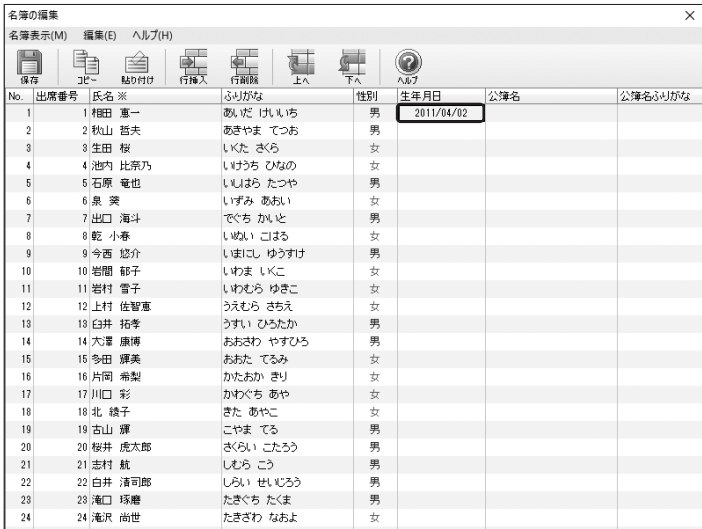 名簿の編集 ×
名簿表示(M) 編集(E) ヘルプ(H)
保存 コピー 貼り付け 行挿入 行削除 上へ 下へ ヘルプ
No. 出席番号 氏名 ※ ふりがな 性別 生年月日 公簿名 公簿名ふりがな
1 1 相田 恵一 あいだ けいいち 男 2011/04/02
2 2 秋山 哲夫 あきやま てつお 男
3 3 生田 桜 いくた さくら 女
4 4 池内 比奈乃 いけうち ひなの 女
5 5 石原 竜也 いしはら たつや 男
6 6 泉 葵 いずみ あおい 女
7 7 出口 海斗 でぐち かいと 男
8 8 乾 小春 いぬい こはる 女
9 9 今西 悠介 いまにし ゆうすけ 男
10 10 岩間 郁子 いわま いくこ 女
11 11 岩村 雪子 いわむら ゆきこ 女
12 12 上村 佐智恵 うえむら さちえ 女
13 13 臼井 拓孝 うすい ひろたか 男
14 14 大澤 康博 おおさわ やすひろ 男
15 15 多田 輝美 おおた てるみ 女
16 16 片岡 希梨 かたおか きり 女
17 17 川口 彩 かわぐち あや 女
18 18 北 綾子 きた あやこ 女
19 19 古山 輝 こやま てる 男
20 20 桜井 虎太郎 さくらい こたろう 男
21 21 志村 航 しむら こう 男
22 22 白井 清司郎 しらい せいじろう 男
23 23 滝口 琢磨 たきぐち たくま 男
24 24 滝沢 尚世 たきざわ なおよ 女